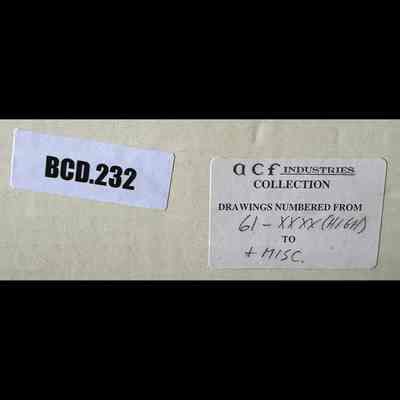 BCD.232
acf INDUSTRIES
COLLECTION
DRAWINGS NUMBERED FROM
61-XXXX (HIGH)
TO
+ MISC.